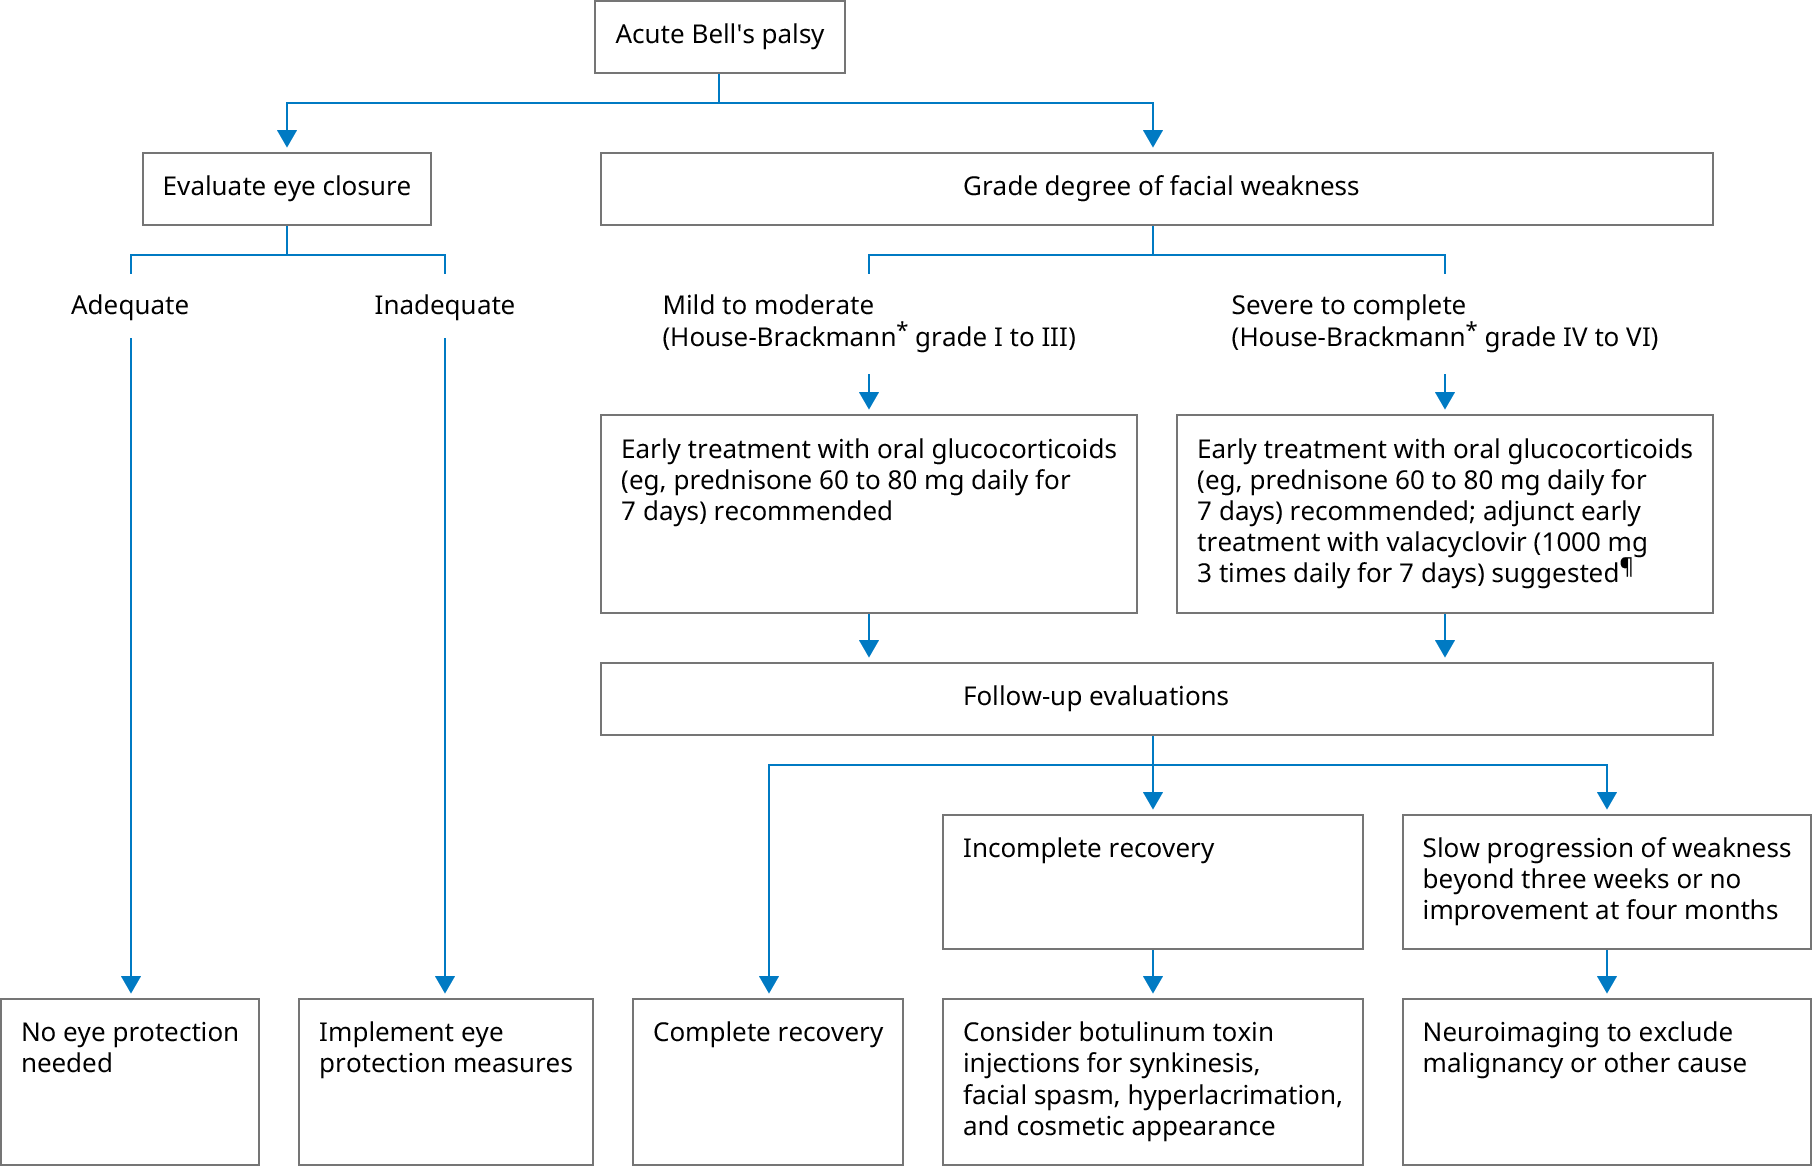 Acute Bell's palsy
Evaluate eye closure
Grade degree of facial weakness
Adequate
Inadequate
Mild to moderate
(House-Brackmann* grade I to III)
Severe to complete
(House-Brackmann* grade IV to VI)
Early treatment with oral glucocorticoids
(eg, prednisone 60 to 80 mg daily for
7 days) recommended
Early treatment with oral glucocorticoids
(eg, prednisone 60 to 80 mg daily for
7 days) recommended; adjunct early
treatment with valacyclovir (1000 mg
3 times daily for 7 days) suggested¶
Follow-up evaluations
Incomplete recovery
Slow progression of weakness
beyond three weeks or no
improvement at four months
No eye protection
needed
Implement eye
protection measures
Complete recovery
Consider botulinum toxin
injections for synkinesis,
facial spasm, hyperlacrimation,
and cosmetic appearance
Neuroimaging to exclude
malignancy or other cause